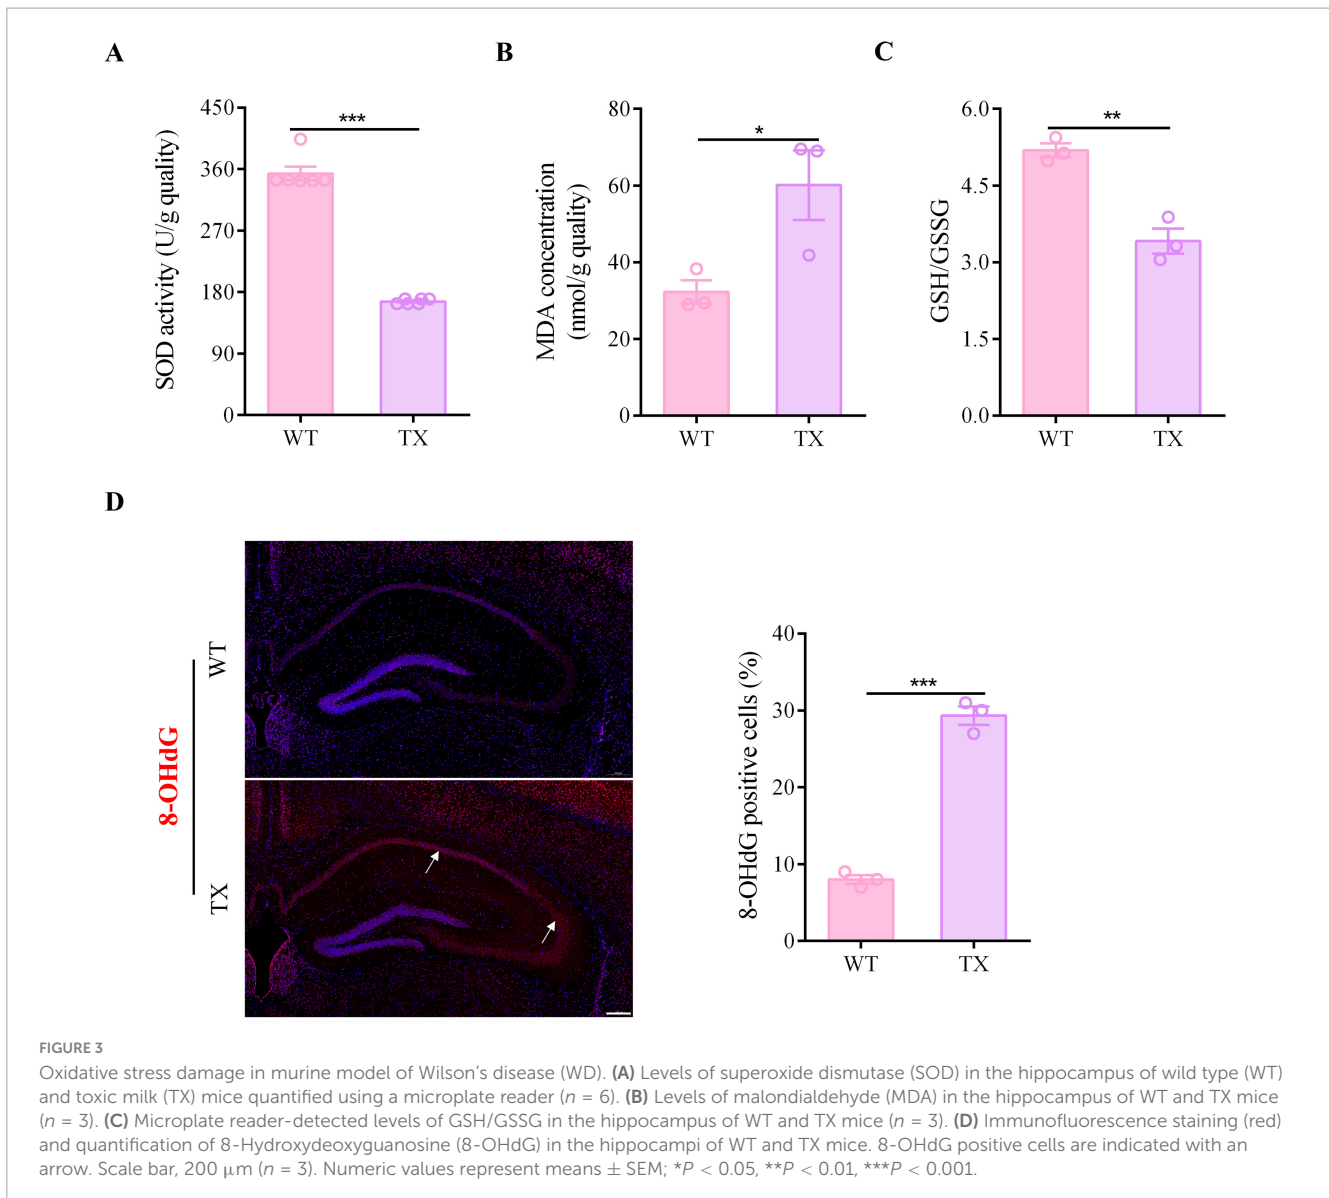 A
B
C
SOD activity (U/g quality)
450
360
270
180
90
0
***
WT
TX
MDA concentration
(nmol/g quality)
80
60
40
20
0
*
WT
TX
GSH/GSSG
6.0
4.5
3.0
1.5
0.0
**
WT
TX
D
8-OHdG
WT
TX
8-OHdG positive cells (%)
40
30
20
10
0
***
WT
TX
FIGURE 3
Oxidative stress damage in murine model of Wilson’s disease (WD). (A) Levels of superoxide dismutase (SOD) in the hippocampus of wild type (WT)
and toxic milk (TX) mice quantified using a microplate reader (n = 6). (B) Levels of malondialdehyde (MDA) in the hippocampus of WT and TX mice
(n = 3). (C) Microplate reader-detected levels of GSH/GSSG in the hippocampus of WT and TX mice (n = 3). (D) Immunofluorescence staining (red)
and quantification of 8-Hydroxydeoxyguanosine (8-OHdG) in the hippocampi of WT and TX mice. 8-OHdG positive cells are indicated with an
arrow. Scale bar, 200 μm (n = 3). Numeric values represent means ± SEM; *P < 0.05, **P < 0.01, ***P < 0.001.